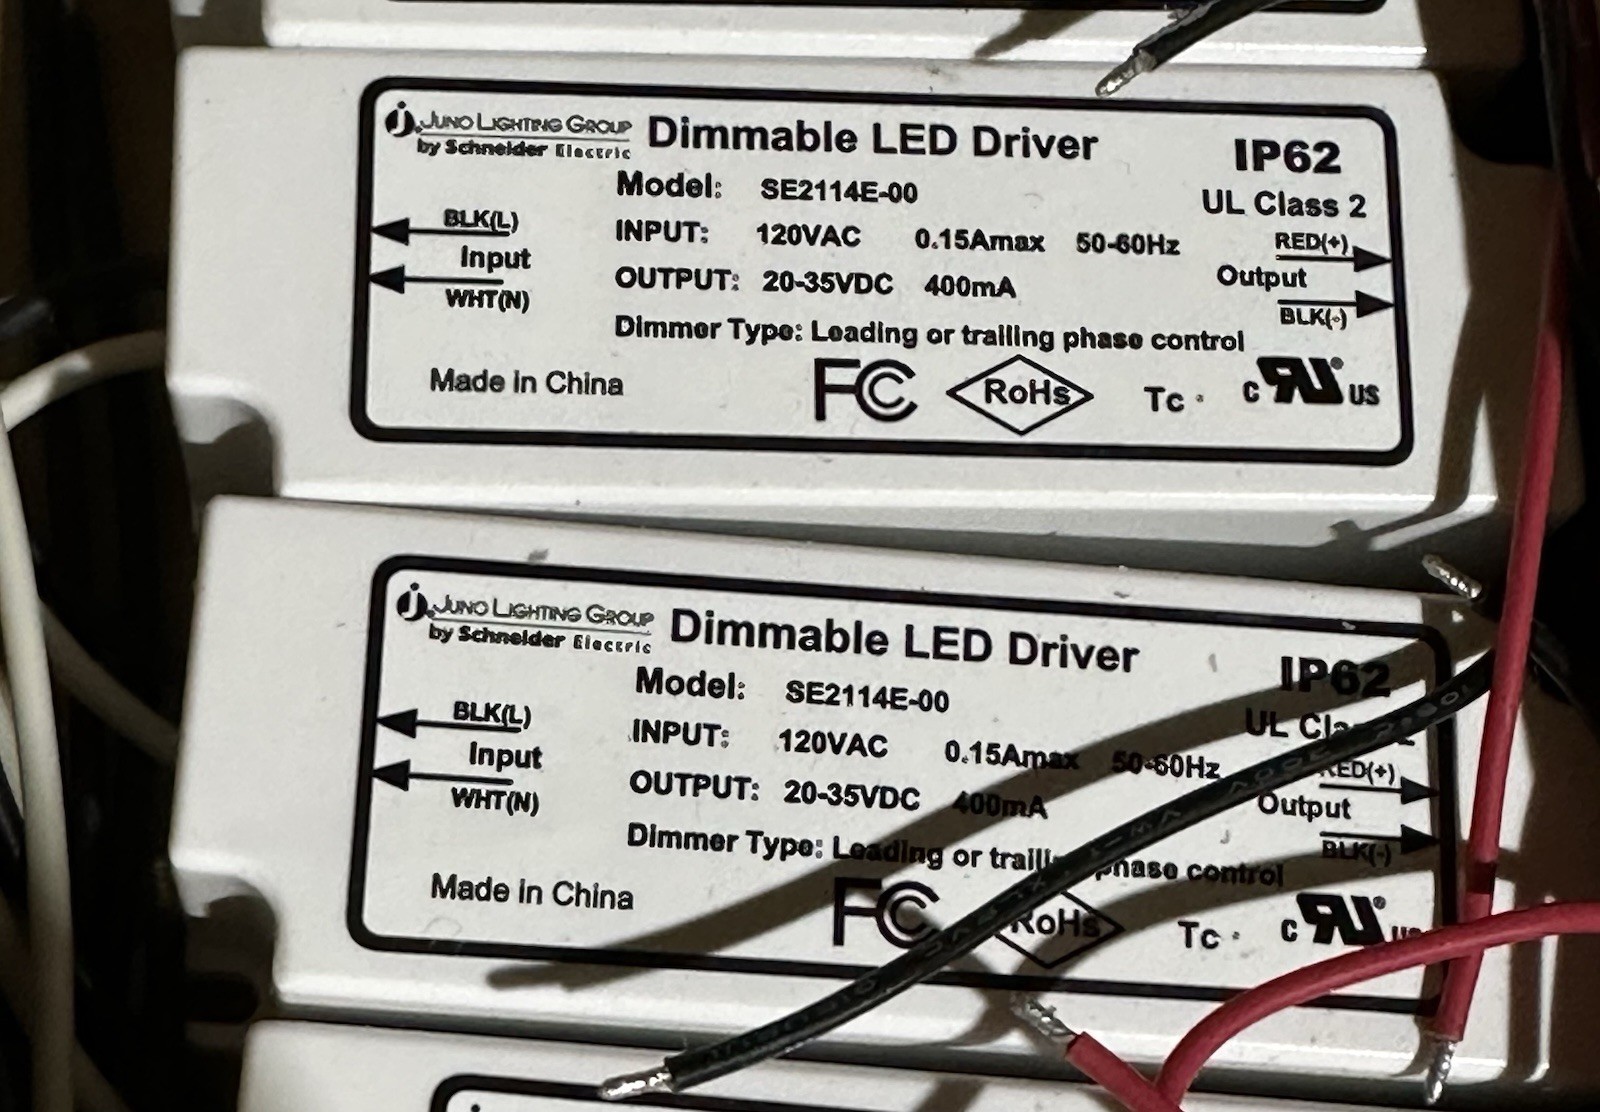 JUNO LIGHTING GROUP
by Schneider Electric
Dimmable LED Driver
IP62
Model: SE2114E-00
UL Class 2
BLK(L)
INPUT: 120VAC 0.15Amax 50-60Hz
RED(+)
Input
OUTPUT: 20-35VDC 400mA
Output
WHT(N)
BLK(-)
Dimmer Type: Leading or trailing phase control
Made in China
FC
RoHS
Tc
C RU® US
JUNO LIGHTING GROUP
by Schneider Electric
Dimmable LED Driver
IP62
Model: SE2114E-00
UL
BLK(L)
INPUT: 120VAC 0.15Amax 50-60Hz
RED(+)
Input
OUTPUT: 20-35VDC 400mA
Output
WHT(N)
BLK(-)
Dimmer Type: Leading or control
Made in China
FC
RoHS
Tc
C RU®